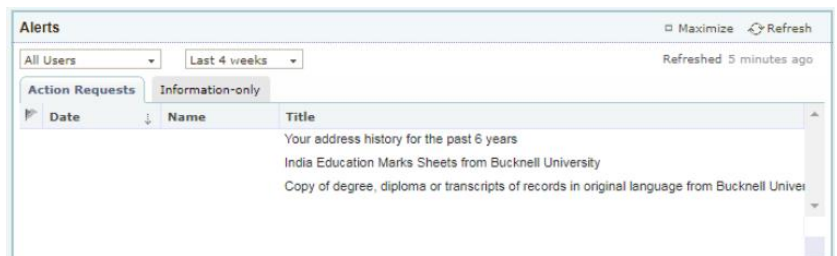 Alerts Maximize Refresh
All Users Last 4 weeks Refreshed 5 minutes ago
Action Requests Information-only
Date Name Title
Your address history for the past 6 years
India Education Marks Sheets from Bucknell University
Copy of degree, diploma or transcripts of records in original language from Bucknell Univer